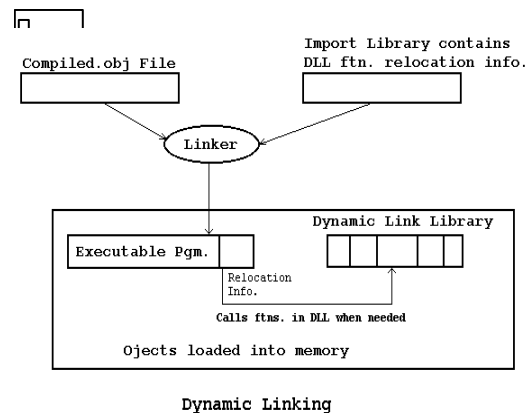 Import Library contains
DLL ftn. relocation info.
Compiled.obj File
Linker
Dynamic Link Library
Executable Pgm.
Relocation
Info.
Calls ftns. in DLL when needed
Ojects loaded into memory
Dynamic Linking